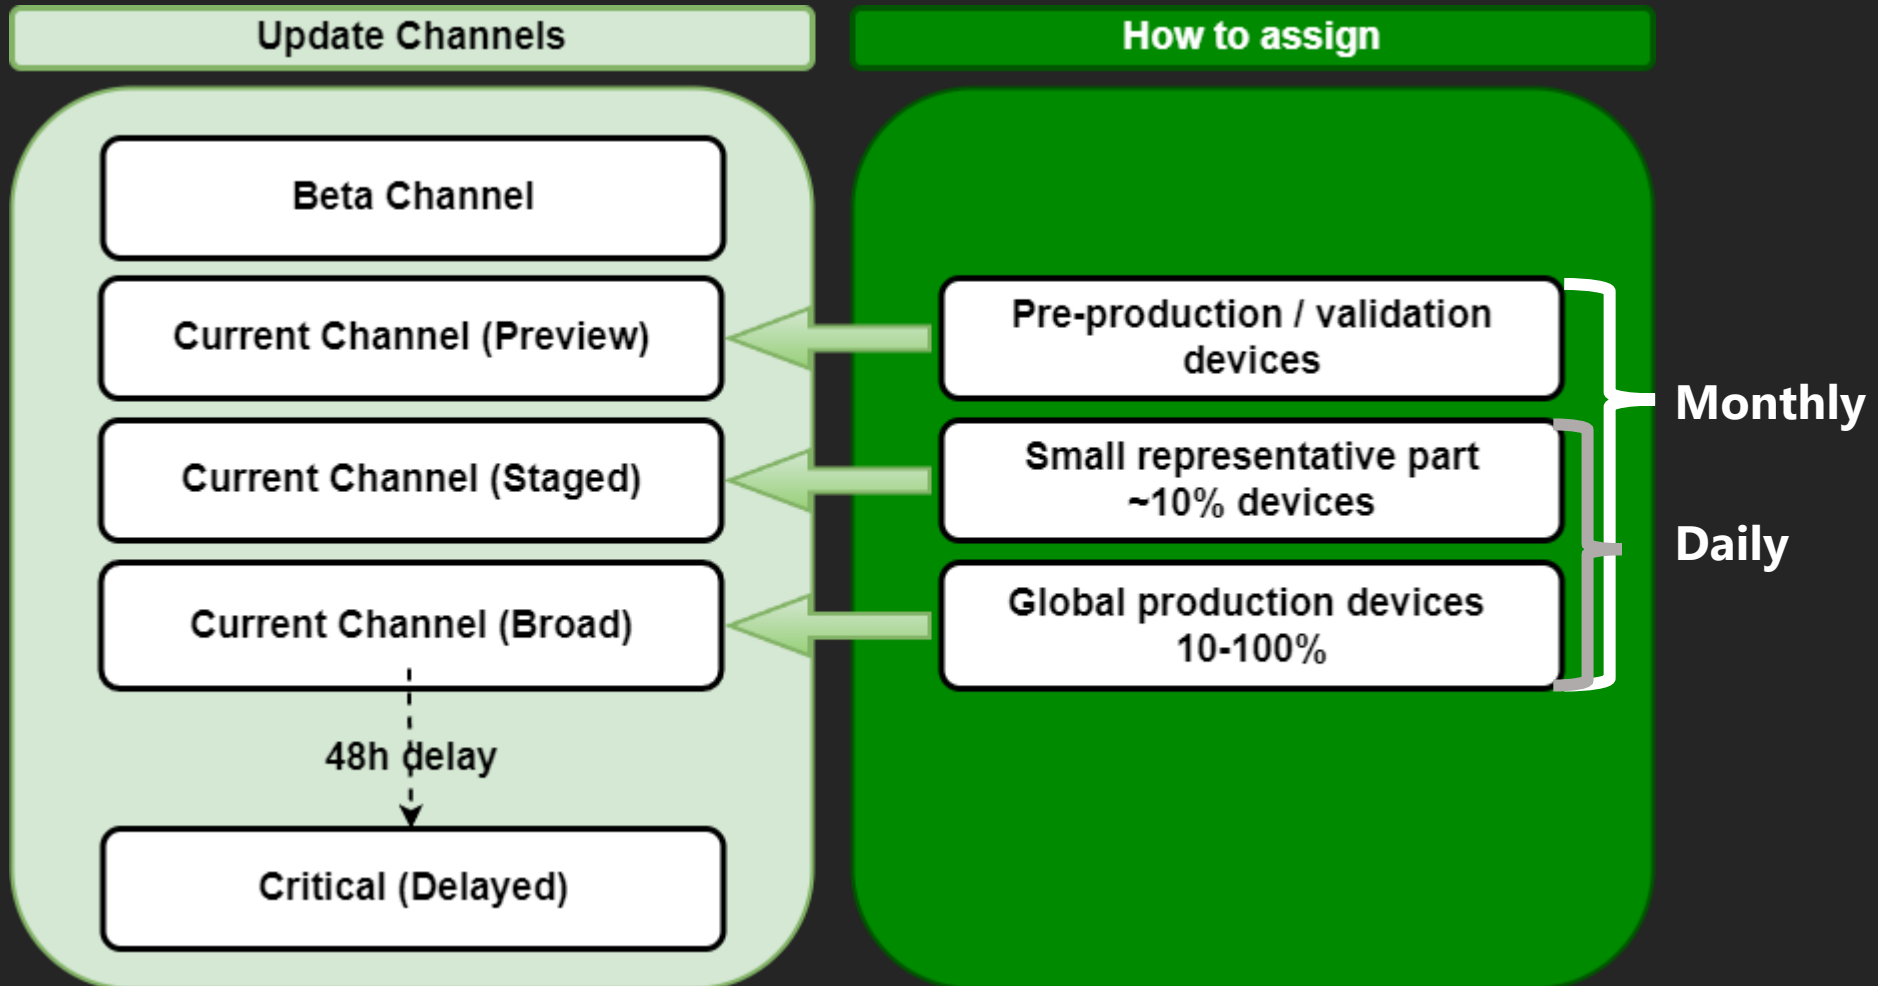 Update Channels
How to assign
Beta Channel
Current Channel (Preview)
Pre-production / validation
devices
Monthly
Current Channel (Staged)
Small representative part
~10% devices
Daily
Current Channel (Broad)
Global production devices
10-100%
48h delay
Critical (Delayed)